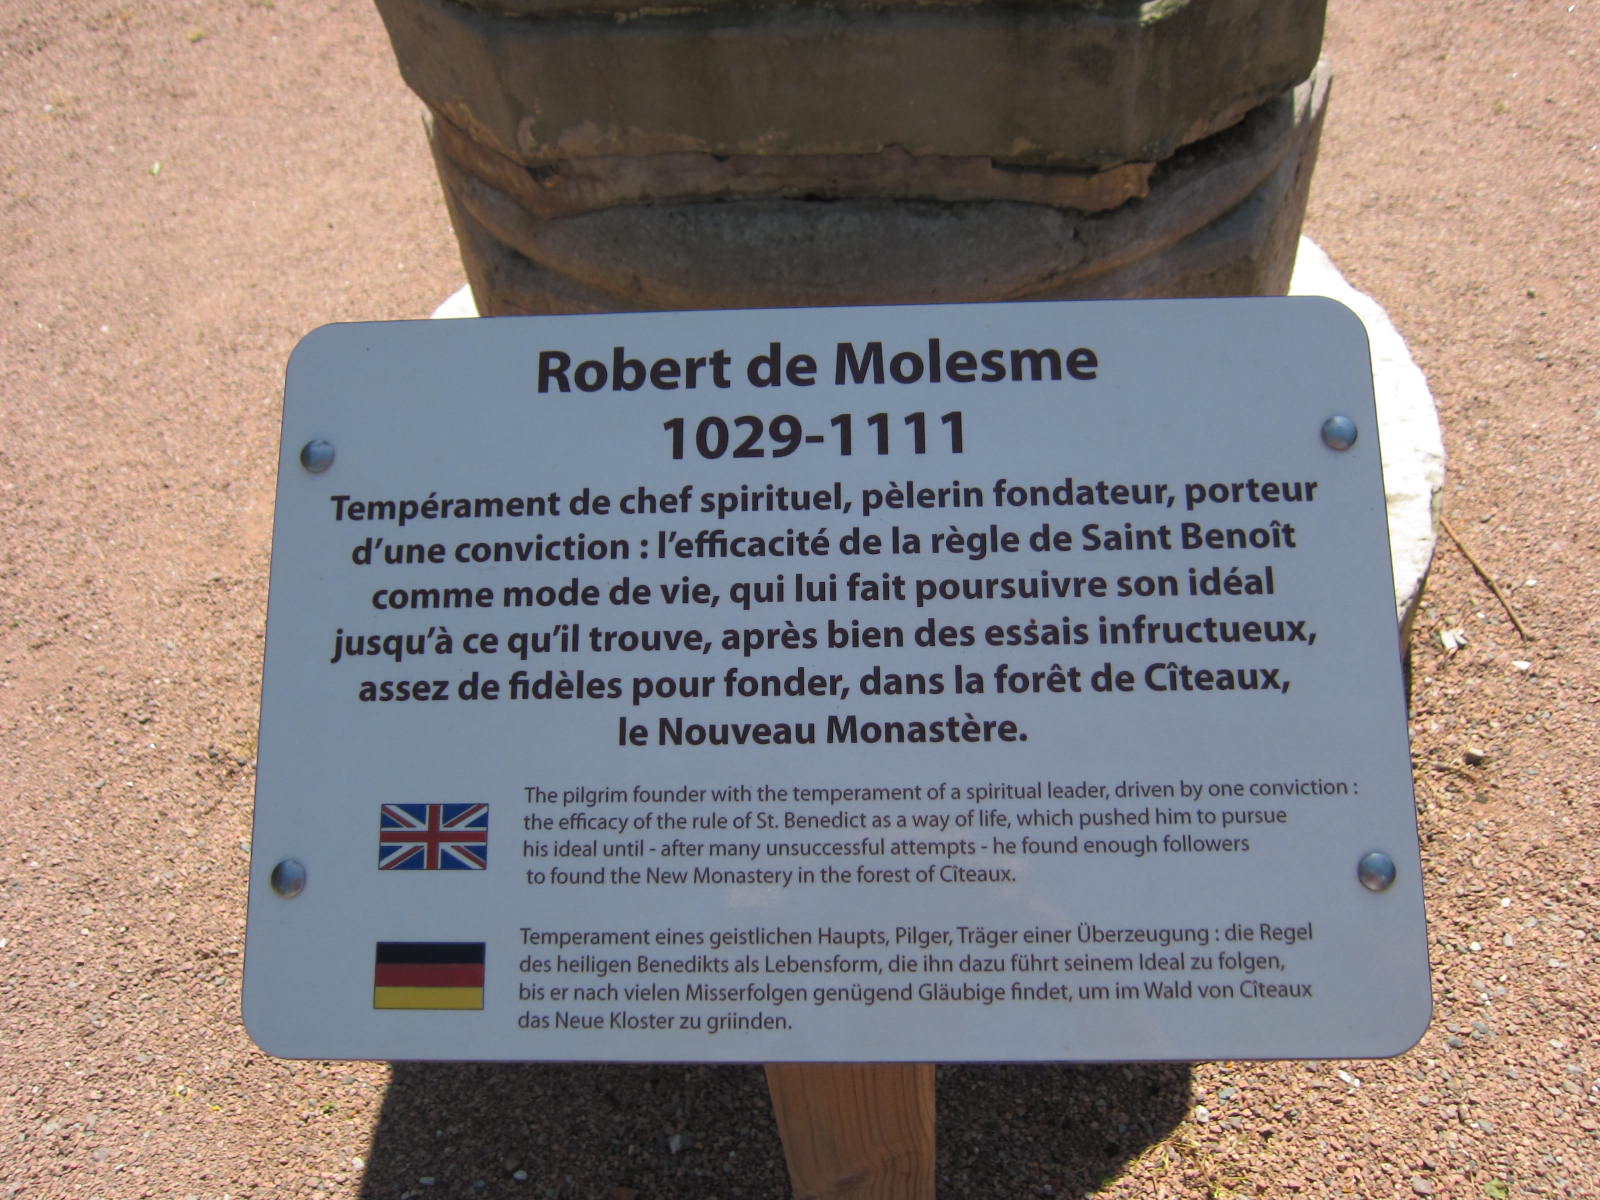 Robert de Molesme
1029-1111
Tempérament de chef spirituel, pèlerin fondateur, porteur
d’une conviction : l’efficacité de la règle de Saint Benoît
comme mode de vie, qui lui fait poursuivre son idéal
jusqu’à ce qu’il trouve, après bien des essais infructueux,
assez de fidèles pour fonder, dans la forêt de Cîteaux,
le Nouveau Monastère.
The pilgrim founder with the temperament of a spiritual leader, driven by one conviction :
the efficacy of the rule of St. Benedict as a way of life, which pushed him to pursue
his ideal until - after many unsuccessful attempts - he found enough followers
to found the New Monastery in the forest of Cîteaux.
Temperament eines geistlichen Haupts, Pilger, Träger einer Überzeugung : die Regel
des heiligen Benedikts als Lebensform, die ihn dazu führt seinem Ideal zu folgen,
bis er nach vielen Misserfolgen genügend Gläubige findet, um im Wald von Cîteaux
das Neue Kloster zu griinden.